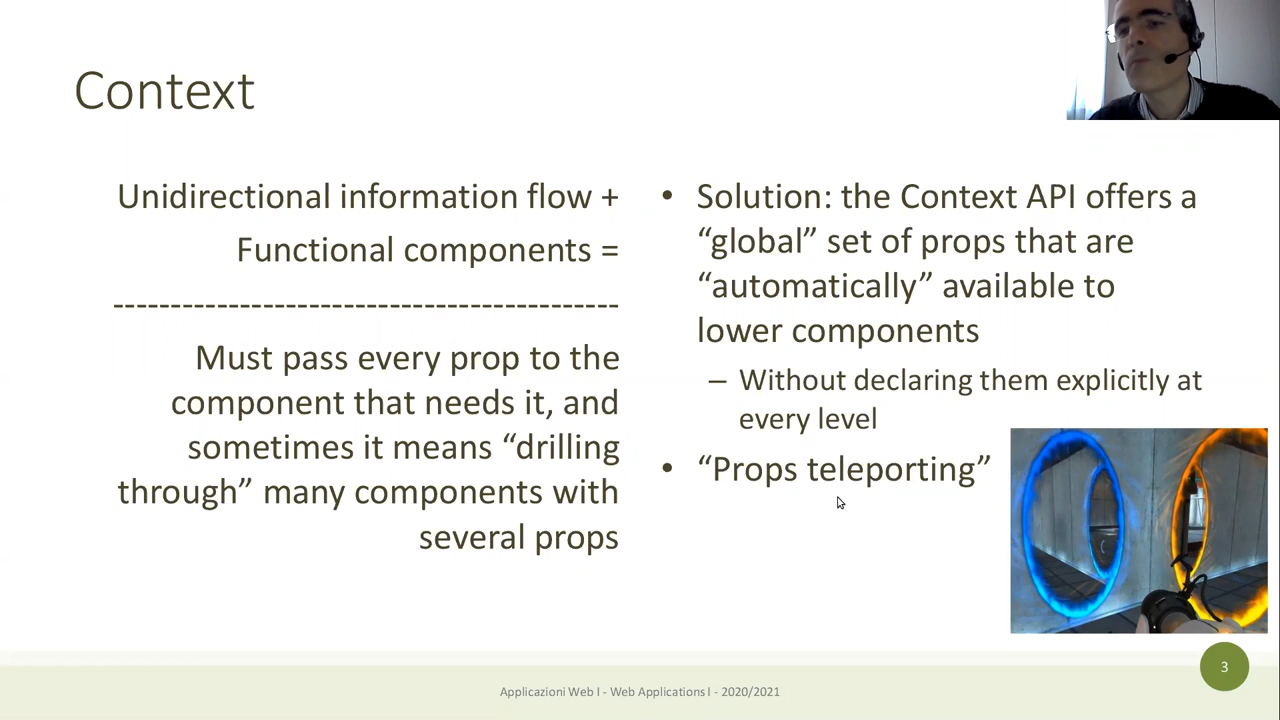 Context
Unidirectional information flow +
Functional components =
--------------------------------------------
Must pass every prop to the
component that needs it, and
sometimes it means “drilling
through” many components with
several props
• Solution: the Context API offers a
“global” set of props that are
“automatically” available to
lower components
– Without declaring them explicitly at
every level
• “Props teleporting”
3
Applicazioni Web I - Web Applications I - 2020/2021